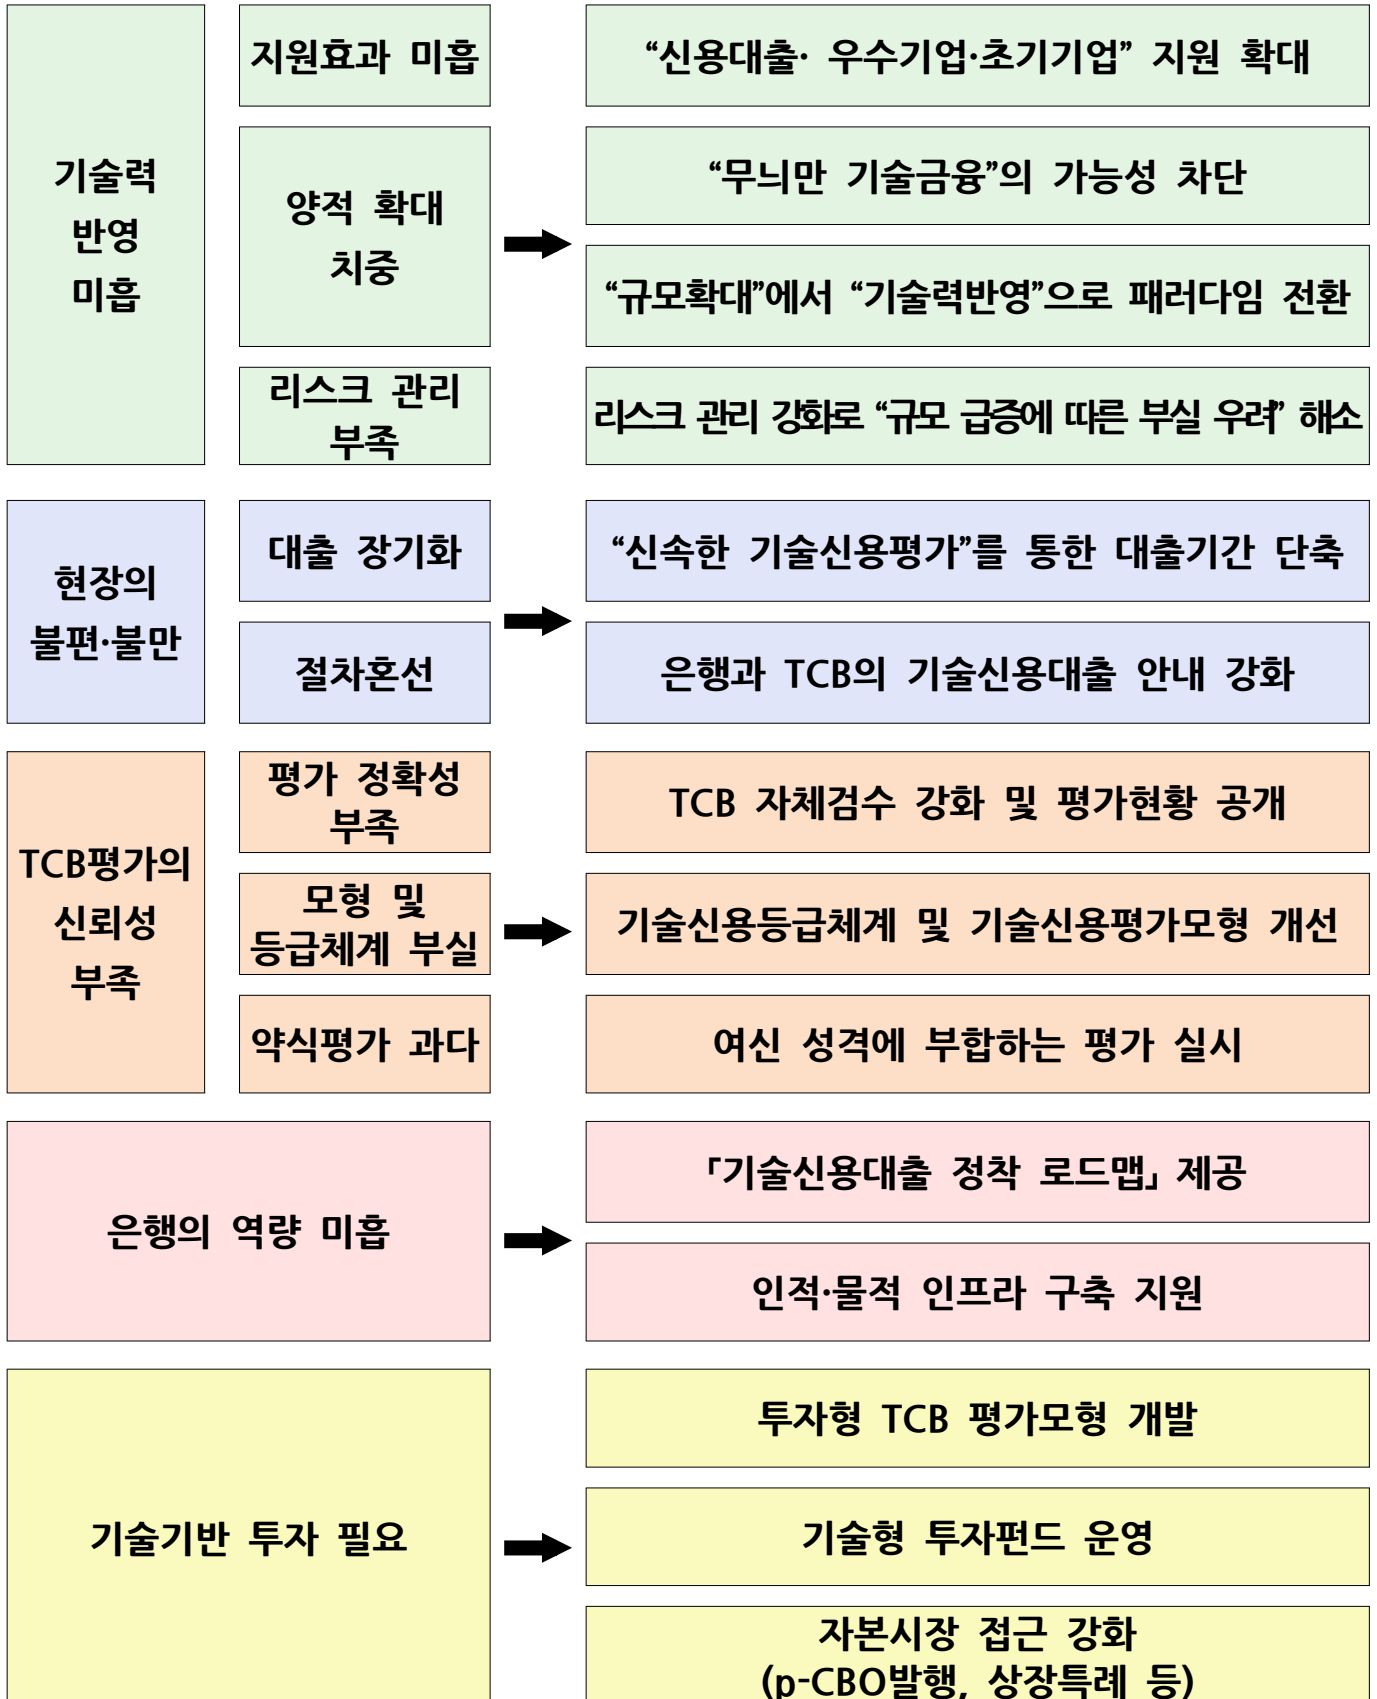 기술력
반영
미흡
지원효과 미흡
“신용대출· 우수기업·초기기업” 지원 확대
양적 확대
치중
“무늬만 기술금융”의 가능성 차단
“규모확대”에서 “기술력반영”으로 패러다임 전환
리스크 관리
부족
리스크 관리 강화로 “규모 급증에 따른 부실 우려” 해소
현장의
불편·불만
대출 장기화
“신속한 기술신용평가”를 통한 대출기간 단축
절차혼선
은행과 TCB의 기술신용대출 안내 강화
TCB평가의
신뢰성
부족
평가 정확성
부족
TCB 자체검수 강화 및 평가현황 공개
모형 및
등급체계 부실
기술신용등급체계 및 기술신용평가모형 개선
약식평가 과다
여신 성격에 부합하는 평가 실시
은행의 역량 미흡
「기술신용대출 정착 로드맵」 제공
인적·물적 인프라 구축 지원
기술기반 투자 필요
투자형 TCB 평가모형 개발
기술형 투자펀드 운영
자본시장 접근 강화
(p-CBO발행, 상장특례 등)